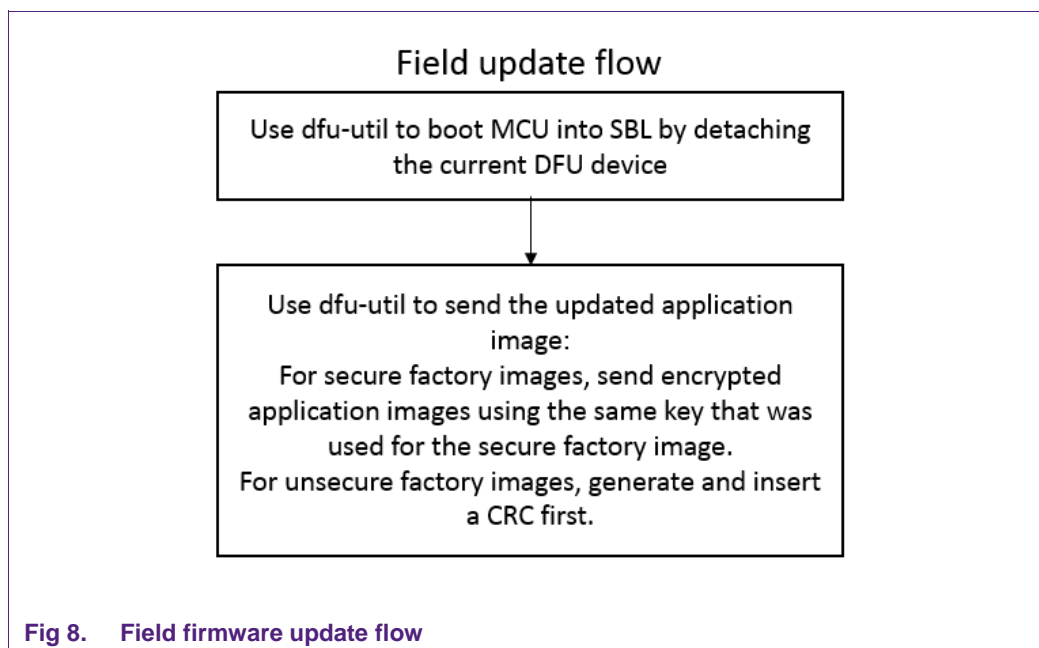 Field update flow
Use dfu-util to boot MCU into SBL by detaching
the current DFU device
Use dfu-util to send the updated application
image:
For secure factory images, send encrypted
application images using the same key that was
used for the secure factory image.
For unsecure factory images, generate and insert
a CRC first.
Fig 8. Field firmware update flow